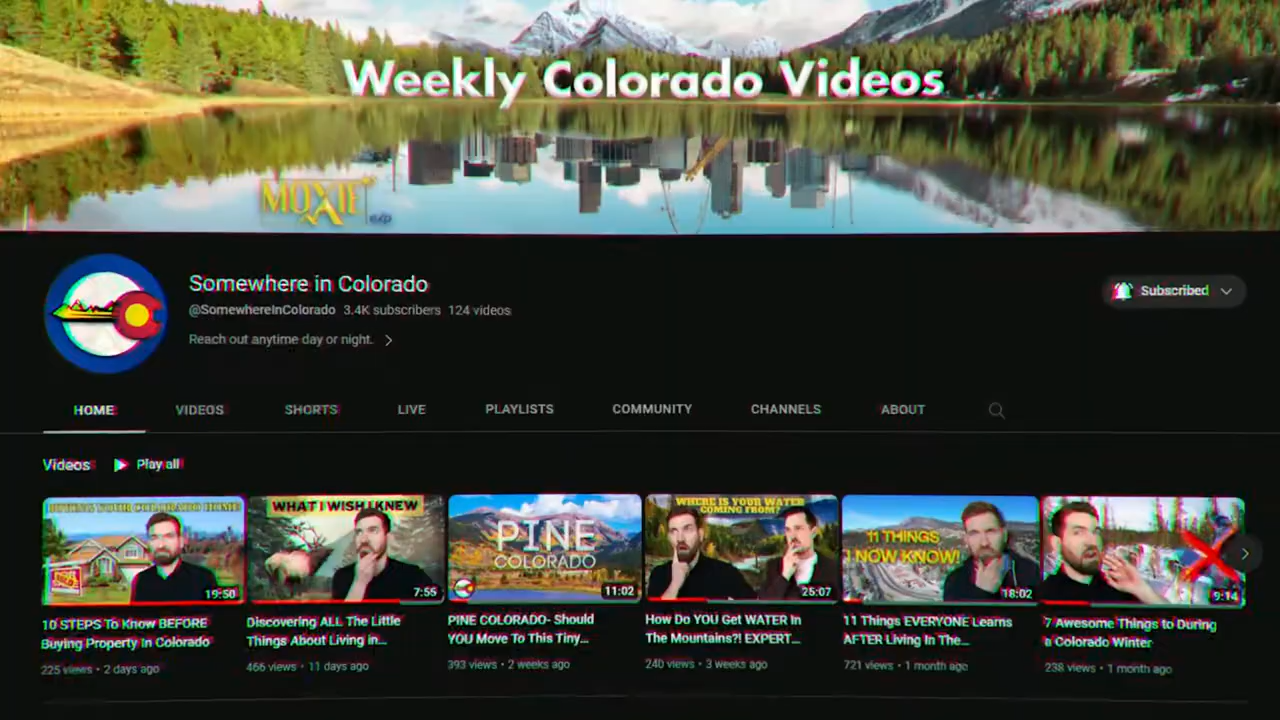 Weekly Colorado Videos
MOXIE
exp
Somewhere in Colorado
@SomewhereInColorado 3.4K subscribers 124 videos
Reach out anytime day or night.
Subscribed
HOME VIDEOS SHORTS LIVE PLAYLISTS COMMUNITY CHANNELS ABOUT
Videos Play all
BUYING YOUR COLORADO HOME
19:50
WHAT I WISH I KNEW
7:55
PINE
COLORADO
11:02
WHERE IS YOUR WATER
COMING FROM?
25:07
11 THINGS
I NOW KNOW!
18:02
9:14
10 STEPS To Know BEFORE
Buying Property In Colorado
225 views • 2 days ago
Discovering ALL The Little
Things About Living in...
466 views • 11 days ago
PINE COLORADO- Should
YOU Move To This Tiny...
393 views • 2 weeks ago
How Do YOU Get WATER In
The Mountains?! EXPERT...
240 views • 3 weeks ago
11 Things EVERYONE Learns
AFTER Living In The...
721 views • 1 month ago
7 Awesome Things to During
a Colorado Winter
238 views • 1 month ago